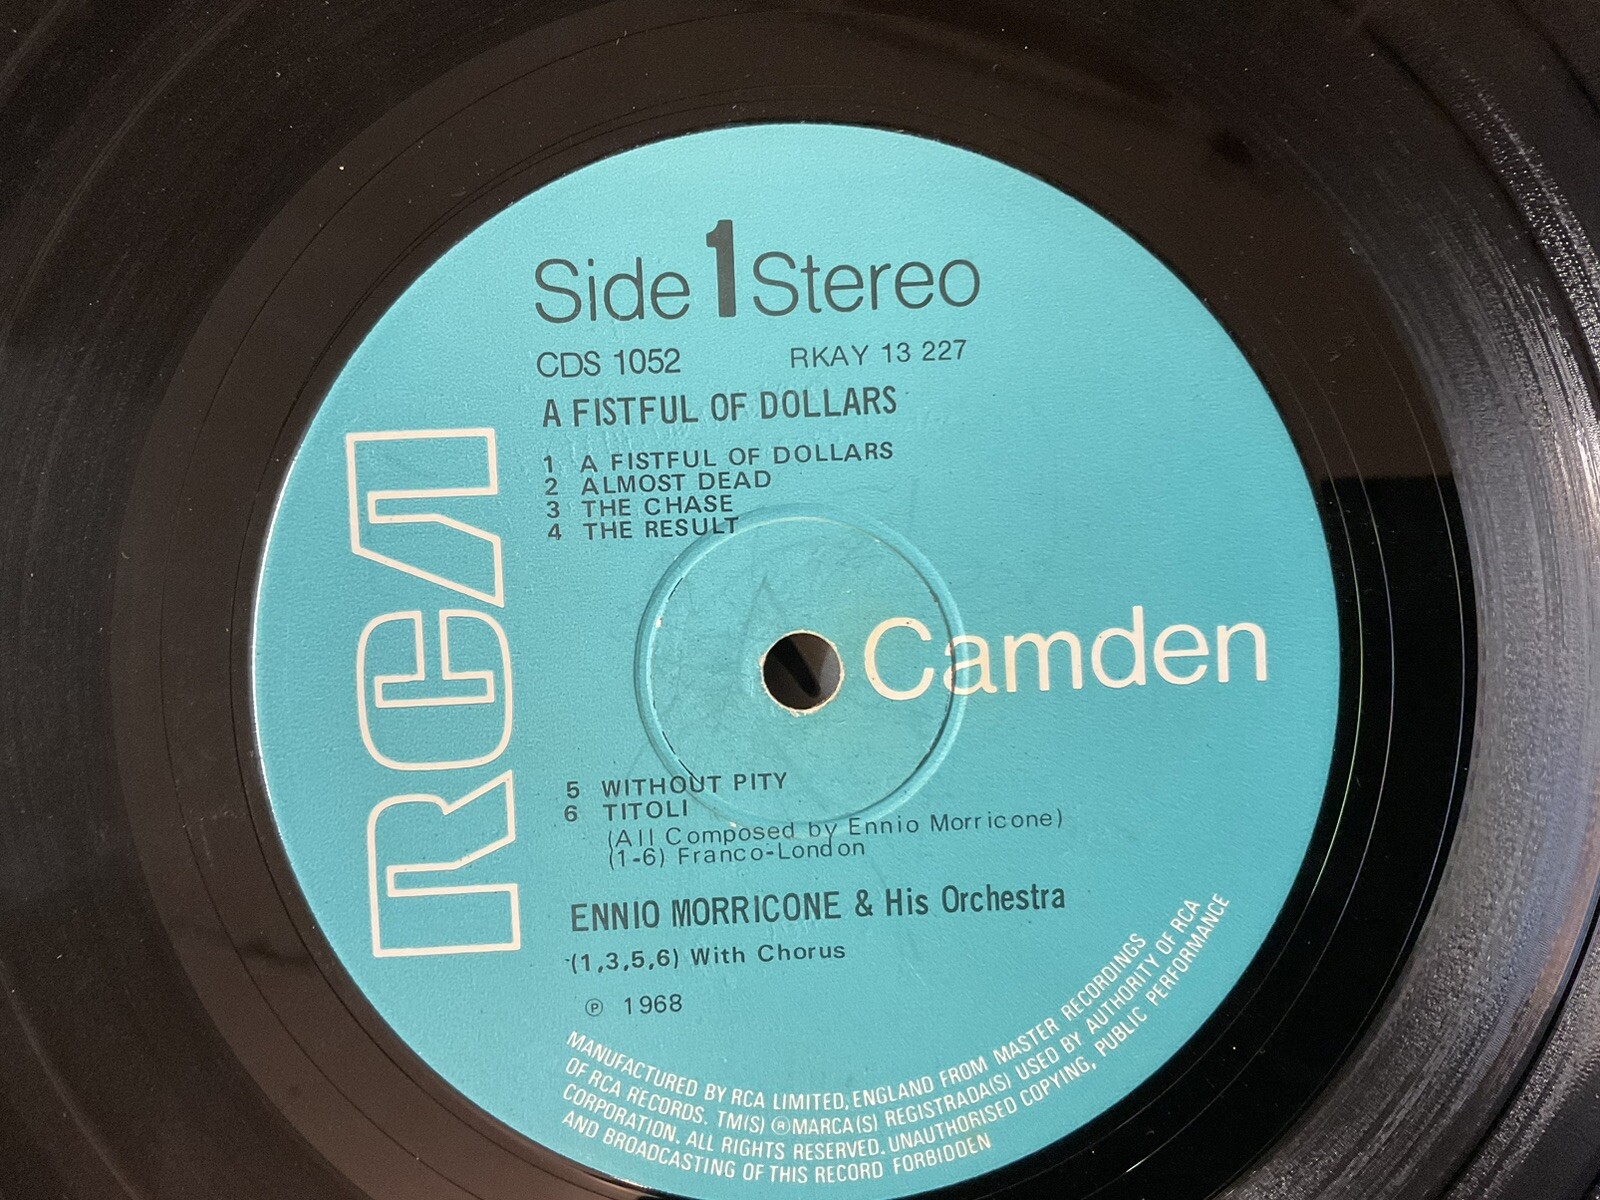 Side 1 Stereo
CDS 1052 RKAY 13 227
A FISTFUL OF DOLLARS
1 A FISTFUL OF DOLLARS
2 ALMOST DEAD
3 THE CHASE
4 THE RESULT
RCA
Camden
5 WITHOUT PITY
6 TITOLI
(All Composed by Ennio Morricone)
(1-6) Franco-London
ENNIO MORRICONE & His Orchestra
(1,3,5,6) With Chorus
℗ 1968
MANUFACTURED BY RCA LIMITED, ENGLAND FROM MASTER RECORDINGS
OF RCA RECORDS. TM(S) ® MARCA(S) REGISTRADA(S) USED BY AUTHORITY OF RCA
CORPORATION. ALL RIGHTS RESERVED. UNAUTHORISED COPYING, PUBLIC PERFORMANCE
AND BROADCASTING OF THIS RECORD FORBIDDEN